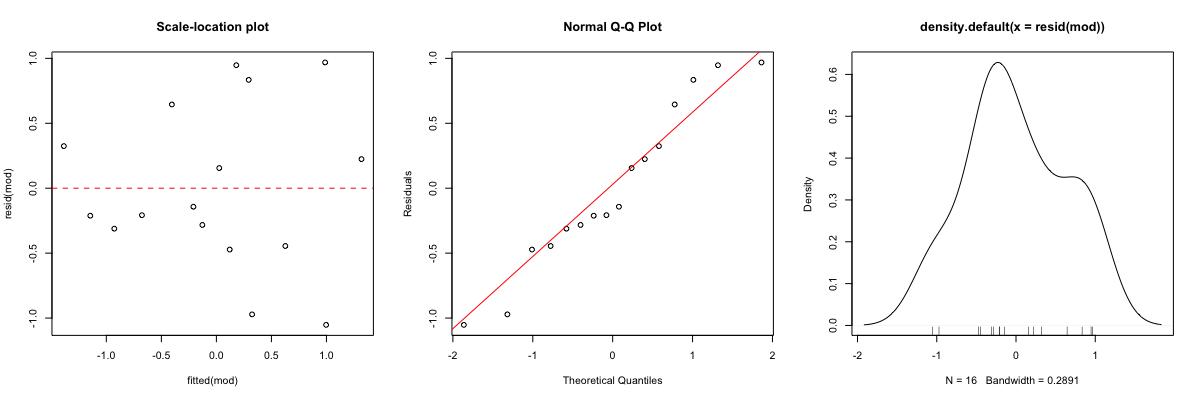 Scale-location plot
resid(mod)
1.0
0.5
0.0
-0.5
-1.0
-1.0 -0.5 0.0 0.5 1.0
fitted(mod)
Normal Q-Q Plot
Residuals
1.0
0.5
0.0
-0.5
-1.0
-2 -1 0 1 2
Theoretical Quantiles
density.default(x = resid(mod))
Density
0.6
0.5
0.4
0.3
0.2
0.1
0.0
-2 -1 0 1
N = 16 Bandwidth = 0.2891